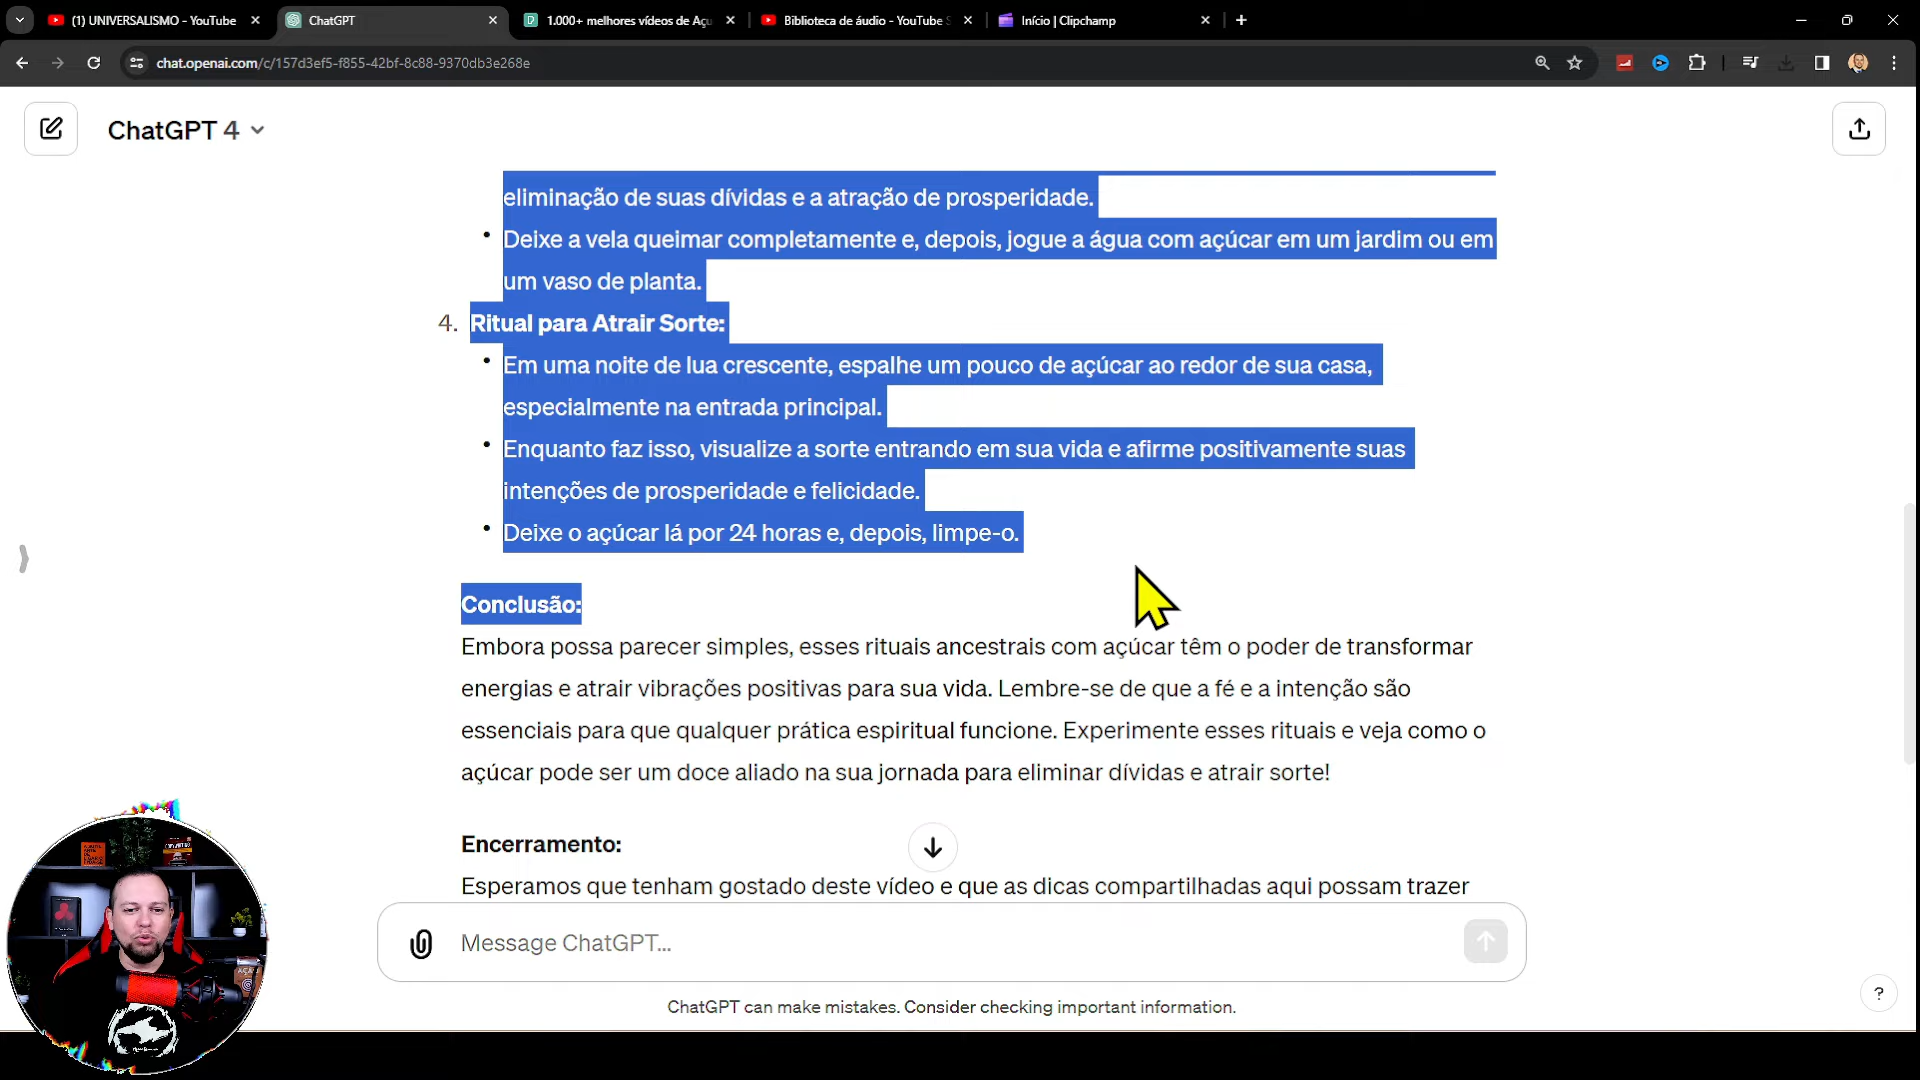 (1) UNIVERSALISMO - YouTube
ChatGPT
1.000+ melhores vídeos de Açu
Biblioteca de áudio - YouTube S
Início | Clipchamp
chat.openai.com/c/157d3ef5-f855-42bf-8c88-9370db3e268e
ChatGPT 4
eliminação de suas dívidas e a atração de prosperidade.
• Deixe a vela queimar completamente e, depois, jogue a água com açúcar em um jardim ou em
um vaso de planta.
4. Ritual para Atrair Sorte:
• Em uma noite de lua crescente, espalhe um pouco de açúcar ao redor de sua casa,
especialmente na entrada principal.
• Enquanto faz isso, visualize a sorte entrando em sua vida e afirme positivamente suas
intenções de prosperidade e felicidade.
• Deixe o açúcar lá por 24 horas e, depois, limpe-o.
Conclusão:
Embora possa parecer simples, esses rituais ancestrais com açúcar têm o poder de transformar
energias e atrair vibrações positivas para sua vida. Lembre-se de que a fé e a intenção são
essenciais para que qualquer prática espiritual funcione. Experimente esses rituais e veja como o
açúcar pode ser um doce aliado na sua jornada para eliminar dívidas e atrair sorte!
Encerramento:
Esperamos que tenham gostado deste vídeo e que as dicas compartilhadas aqui possam trazer
Message ChatGPT...
ChatGPT can make mistakes. Consider checking important information.
?